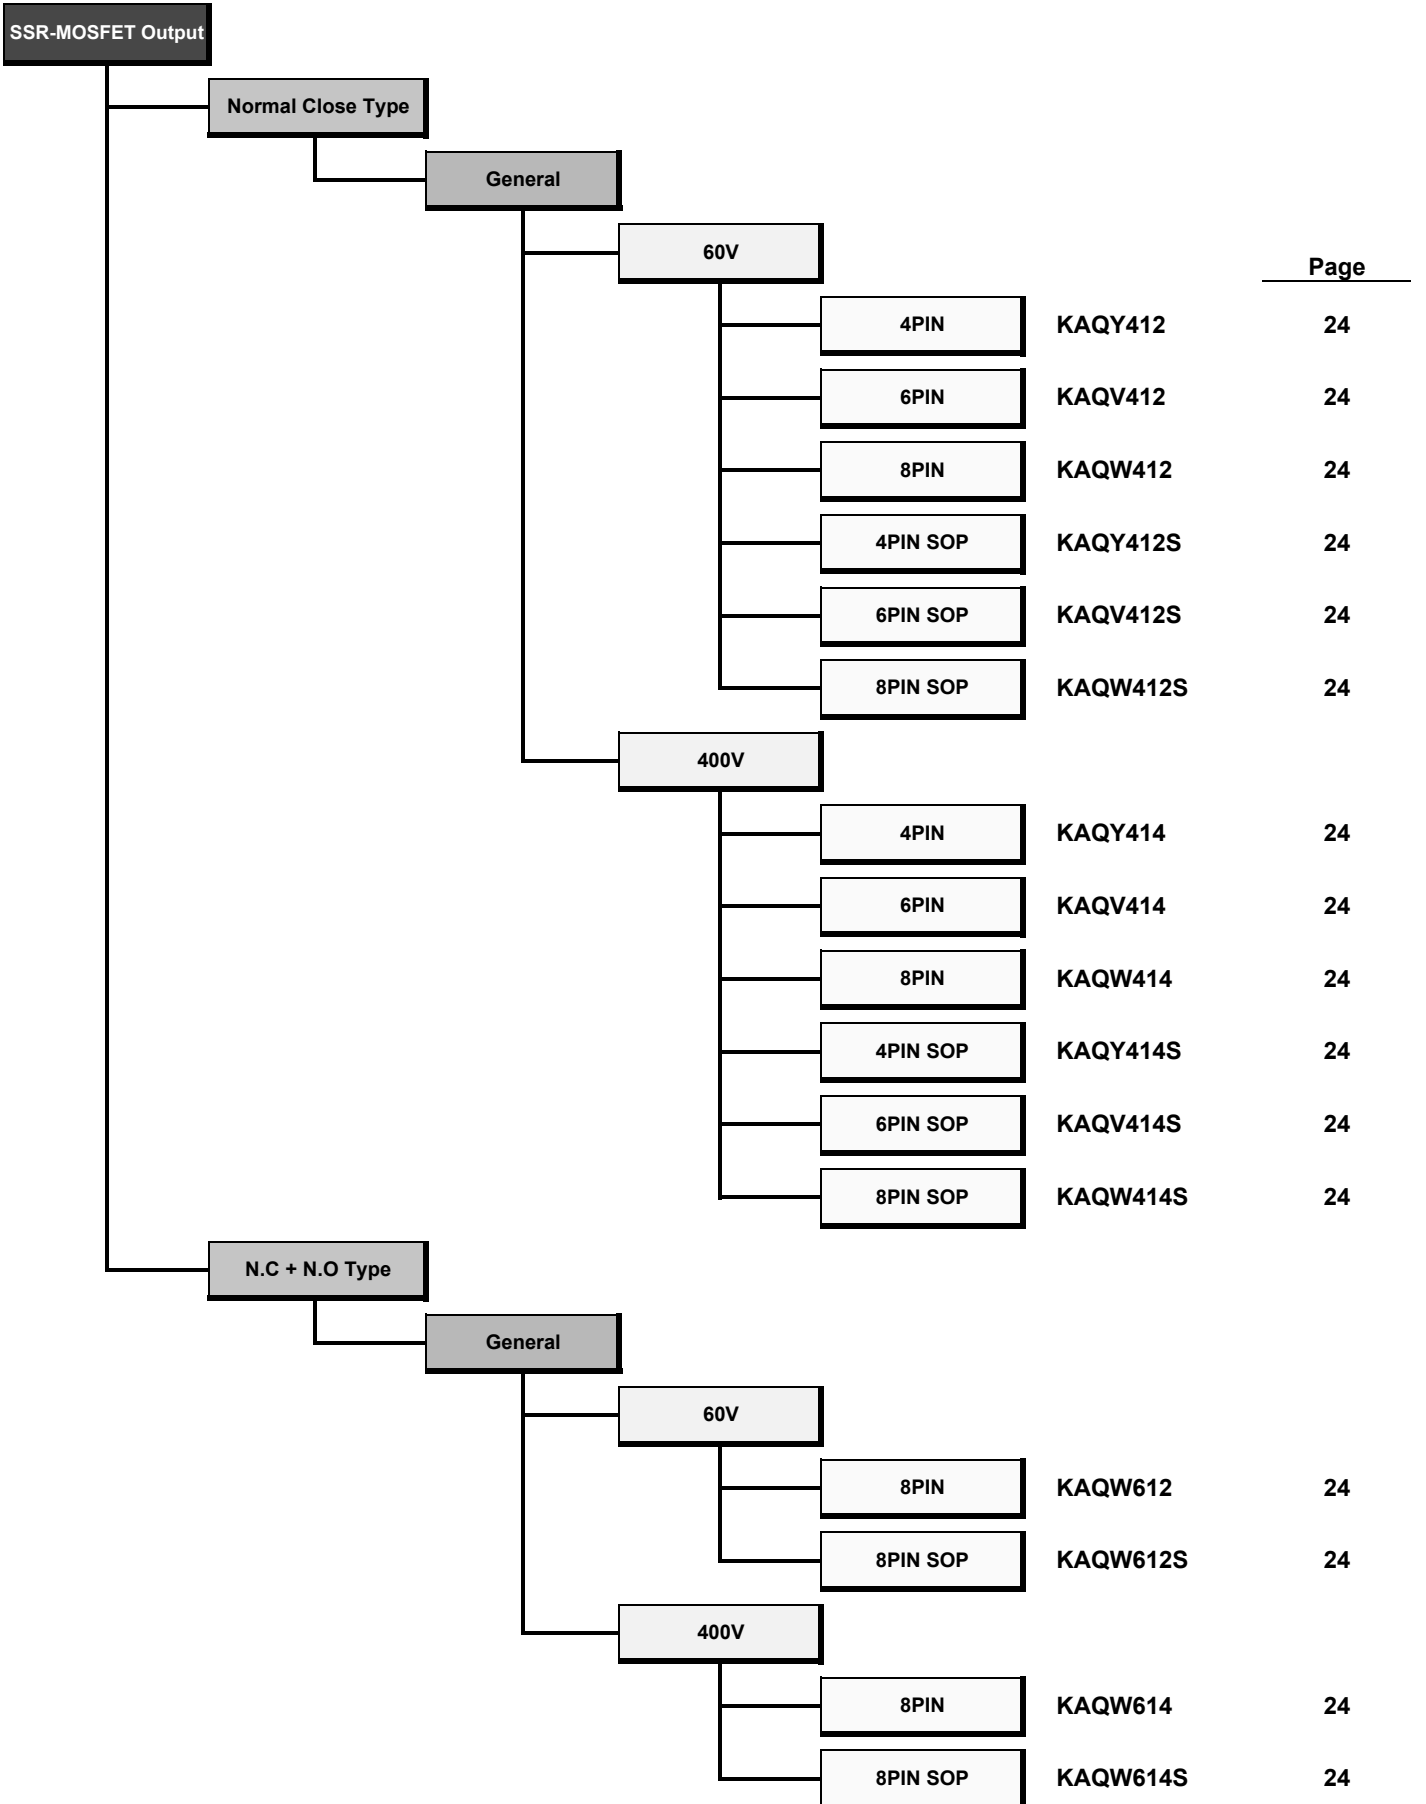 SSR-MOSFET Output
Normal Close Type
General
60V
Page
4PIN KAQY412 24
6PIN KAQV412 24
8PIN KAQW412 24
4PIN SOP KAQY412S 24
6PIN SOP KAQV412S 24
8PIN SOP KAQW412S 24
400V
4PIN KAQY414 24
6PIN KAQV414 24
8PIN KAQW414 24
4PIN SOP KAQY414S 24
6PIN SOP KAQV414S 24
8PIN SOP KAQW414S 24
N.C + N.O Type
General
60V
8PIN KAQW612 24
8PIN SOP KAQW612S 24
400V
8PIN KAQW614 24
8PIN SOP KAQW614S 24